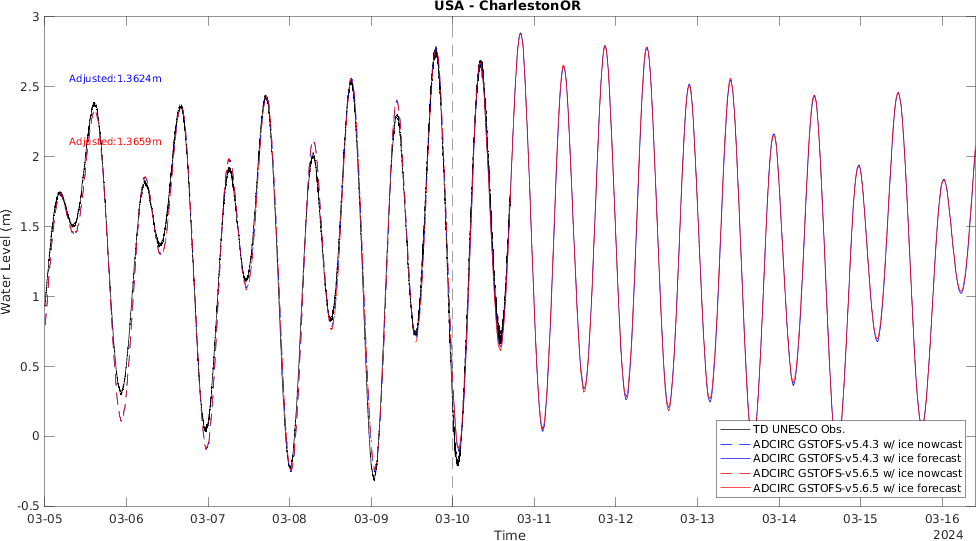 USA - CharlestonOR
3
2.5
2
1.5
1
0.5
0
-0.5
Water Level (m)
Adjusted:1.3624m
Adjusted:1.3659m
TD UNESCO Obs.
ADCIRC GSTOFS-v5.4.3 w/ ice nowcast
ADCIRC GSTOFS-v5.4.3 w/ ice forecast
ADCIRC GSTOFS-v5.6.5 w/ ice nowcast
ADCIRC GSTOFS-v5.6.5 w/ ice forecast
03-05 03-06 03-07 03-08 03-09 03-10 03-11 03-12 03-13 03-14 03-15 03-16
Time
2024